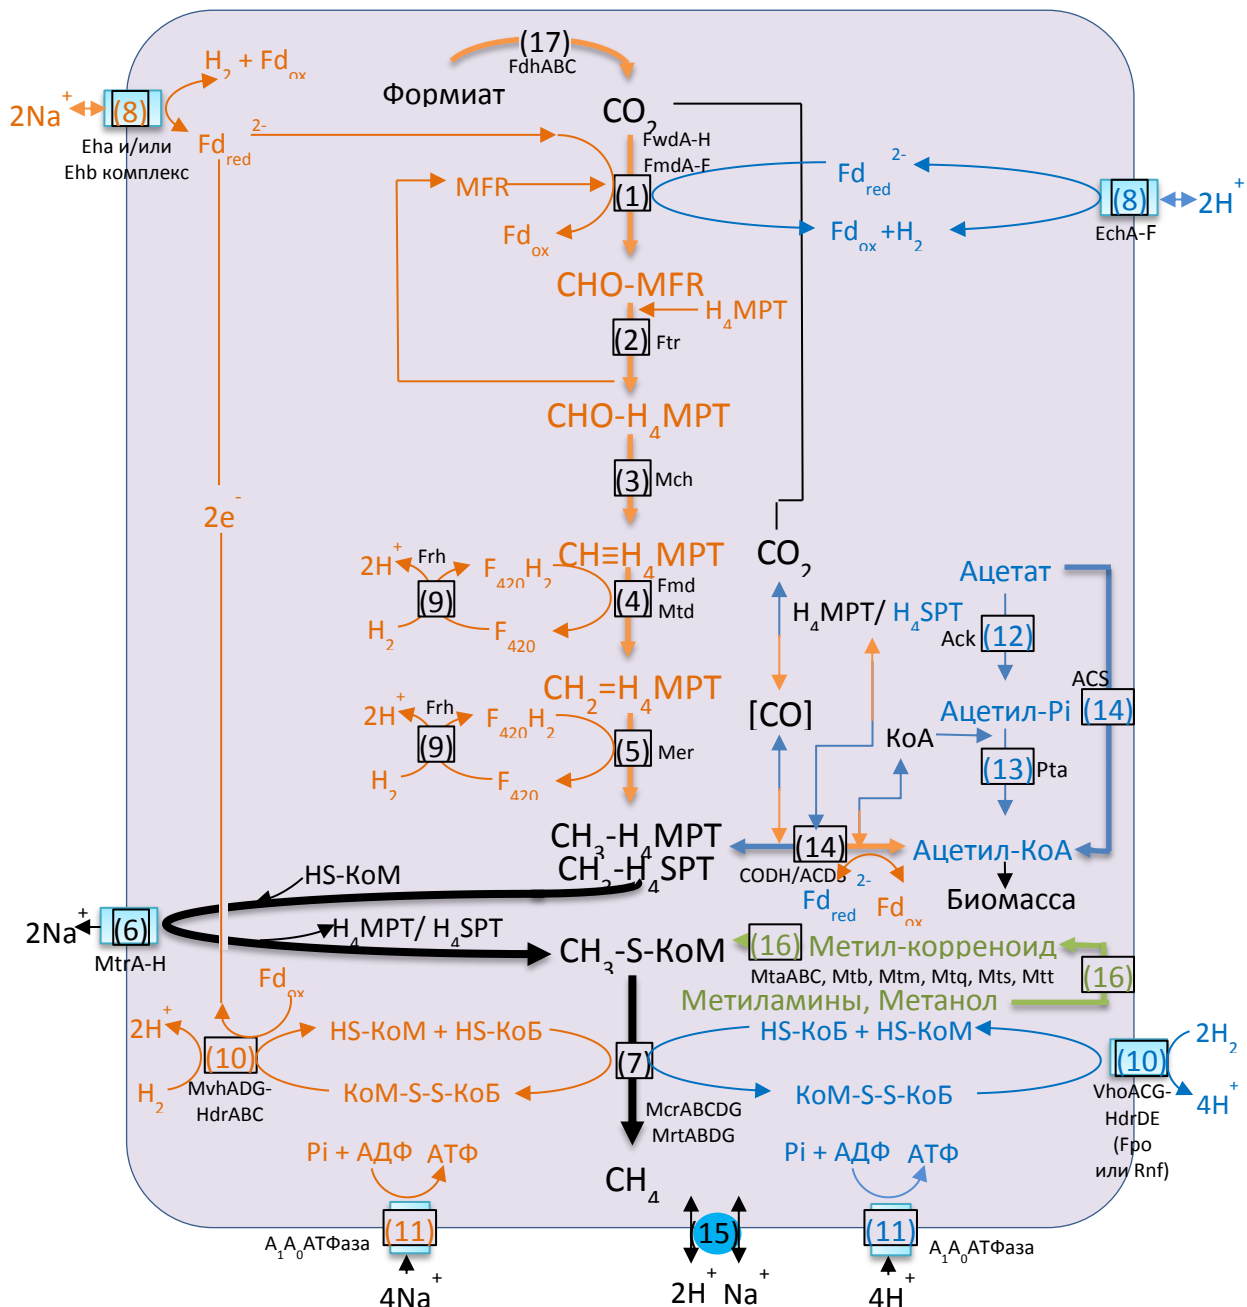 (17)
FdhABC
H2 + Fdox
Формиат
CO2
2Na+
(8)
Eha и/или
Ehb комплекс
Fdred2-
FwdA-H
FmdA-F
MFR
(1)
Fdred2-
(8)
2H+
EchA-F
Fdox
Fdox+H2
CHO-MFR
H4MPT
(2)
Ftr
CHO-H4MPT
(3)
Mch
2e-
CH≡H4MPT
CO2
Ацетат
2H+
Frh
F420H2
(9)
(4)
Fmd
Mtd
H2
F420
H4MPT/ H4SPT
Ack
(12)
ACS
(14)
CH2=H4MPT
[CO]
Ацетил-Pi
2H+
Frh
F420H2
(9)
(5)
Mer
H2
F420
КоА
(13)
Pta
CH3-H4MPT
CH3-H4SPT
(14)
CODH/ACDS
Ацетил-КоА
Fdred2-
Fdox
Биомасса
HS-КоМ
2Na+
(6)
MtrA-H
H4MPT/ H4SPT
CH3-S-КоМ
(16)
Метил-корреноид
MtaABC, Mtb, Mtm, Mtq, Mts, Mtt
(16)
Метиламины, Метанол
Fdox
2H+
(10)
H2
MvhADG-
HdrABC
HS-КоМ + HS-КоБ
КоМ-S-S-КоБ
(7)
McrABCDG
MrtABDG
HS-КоБ + HS-КоМ
КоМ-S-S-КоБ
(10)
2H2
4H+
VhoACG-
HdrDE
(Fpo
или Rnf)
Pi + АДФ
АТФ
CH4
Pi + АДФ
АТФ
(11)
A1A0АТФаза
4Na+
(15)
2H+
Na+
(11)
A1A0АТФаза
4H+